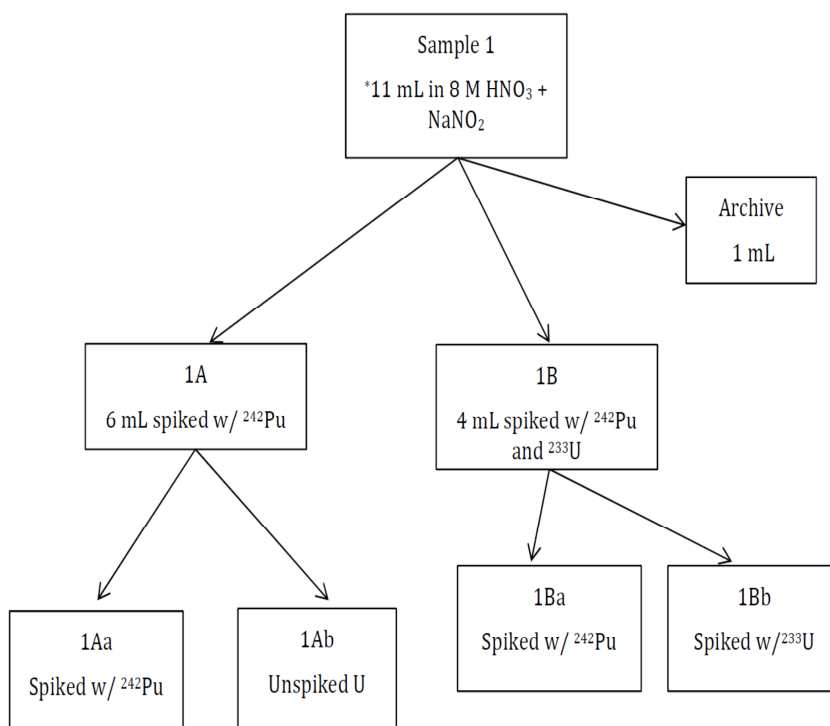 Sample 1
*11 mL in 8 M HNO₃ +
NaNO₂
Archive
1 mL
1A
6 mL spiked w/ ²⁴²Pu
1B
4 mL spiked w/ ²⁴²Pu
and ²³³U
1Aa
Spiked w/ ²⁴²Pu
1Ab
Unspiked U
1Ba
Spiked w/ ²⁴²Pu
1Bb
Spiked w/²³³U